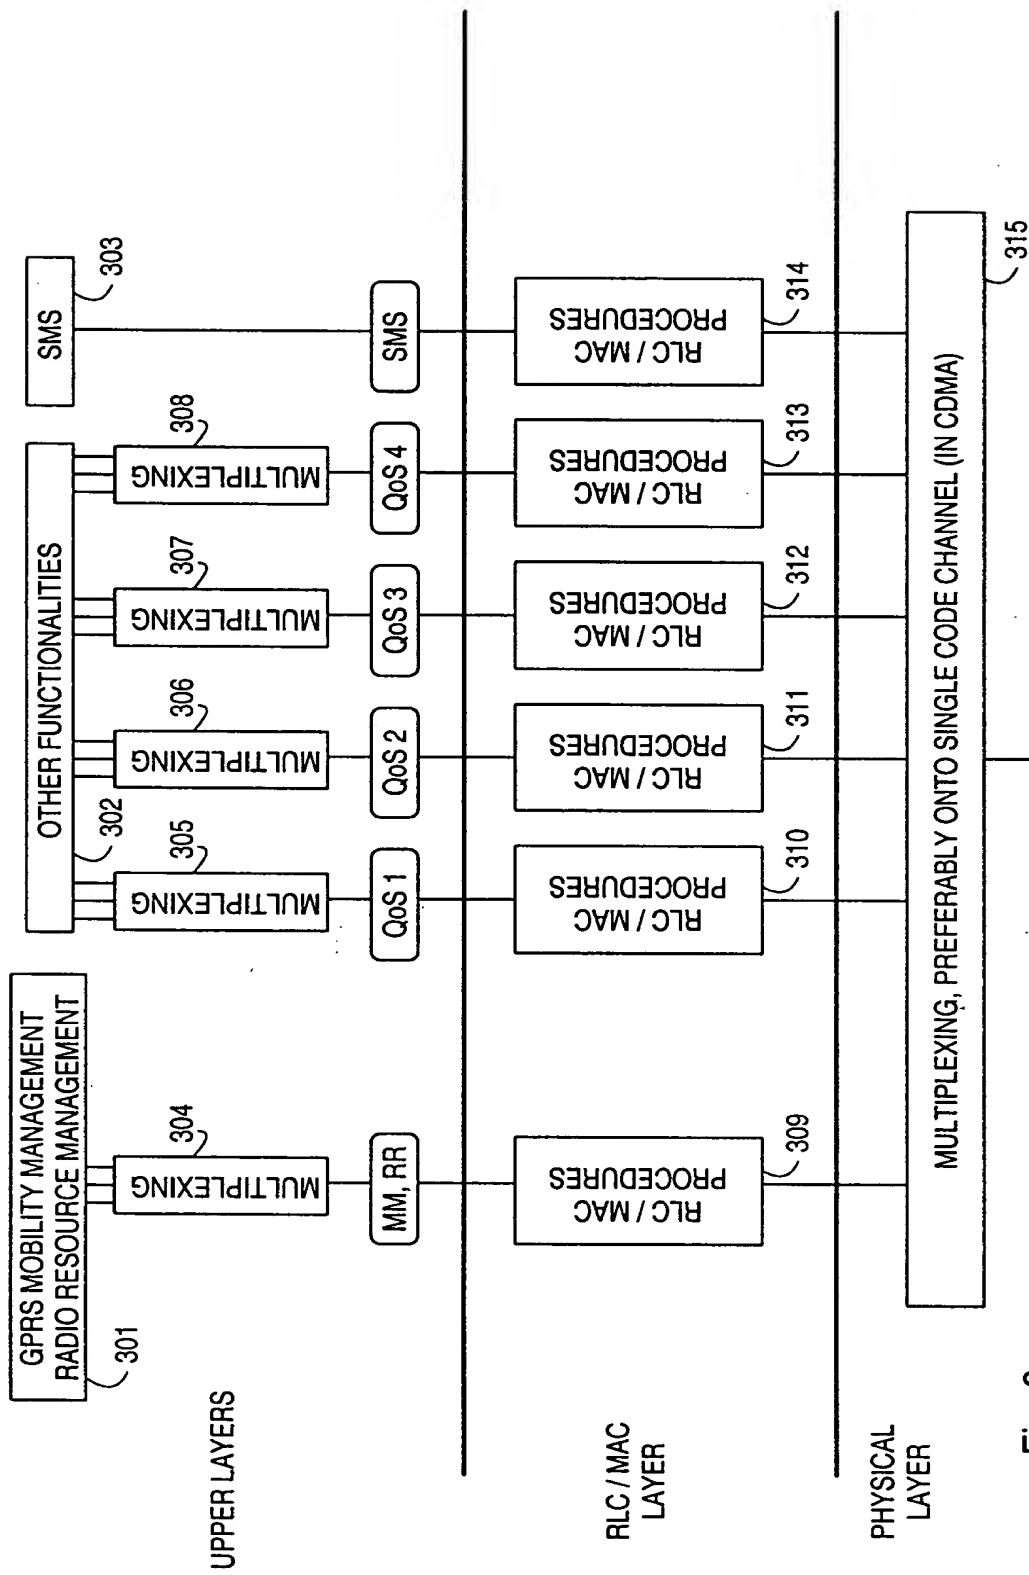 GPRS MOBILITY MANAGEMENT
RADIO RESOURCE MANAGEMENT
301
OTHER FUNCTIONALITIES
302
SMS
303
UPPER LAYERS
MULTIPLEXING
304
MULTIPLEXING
305
MULTIPLEXING
306
MULTIPLEXING
307
MULTIPLEXING
308
MM, RR
QoS 1
QoS 2
QoS 3
QoS 4
SMS
RLC / MAC
LAYER
RLC / MAC
PROCEDURES
309
RLC / MAC
PROCEDURES
310
RLC / MAC
PROCEDURES
311
RLC / MAC
PROCEDURES
312
RLC / MAC
PROCEDURES
313
RLC / MAC
PROCEDURES
314
PHYSICAL
LAYER
MULTIPLEXING, PREFERABLY ONTO SINGLE CODE CHANNEL (IN CDMA)
315